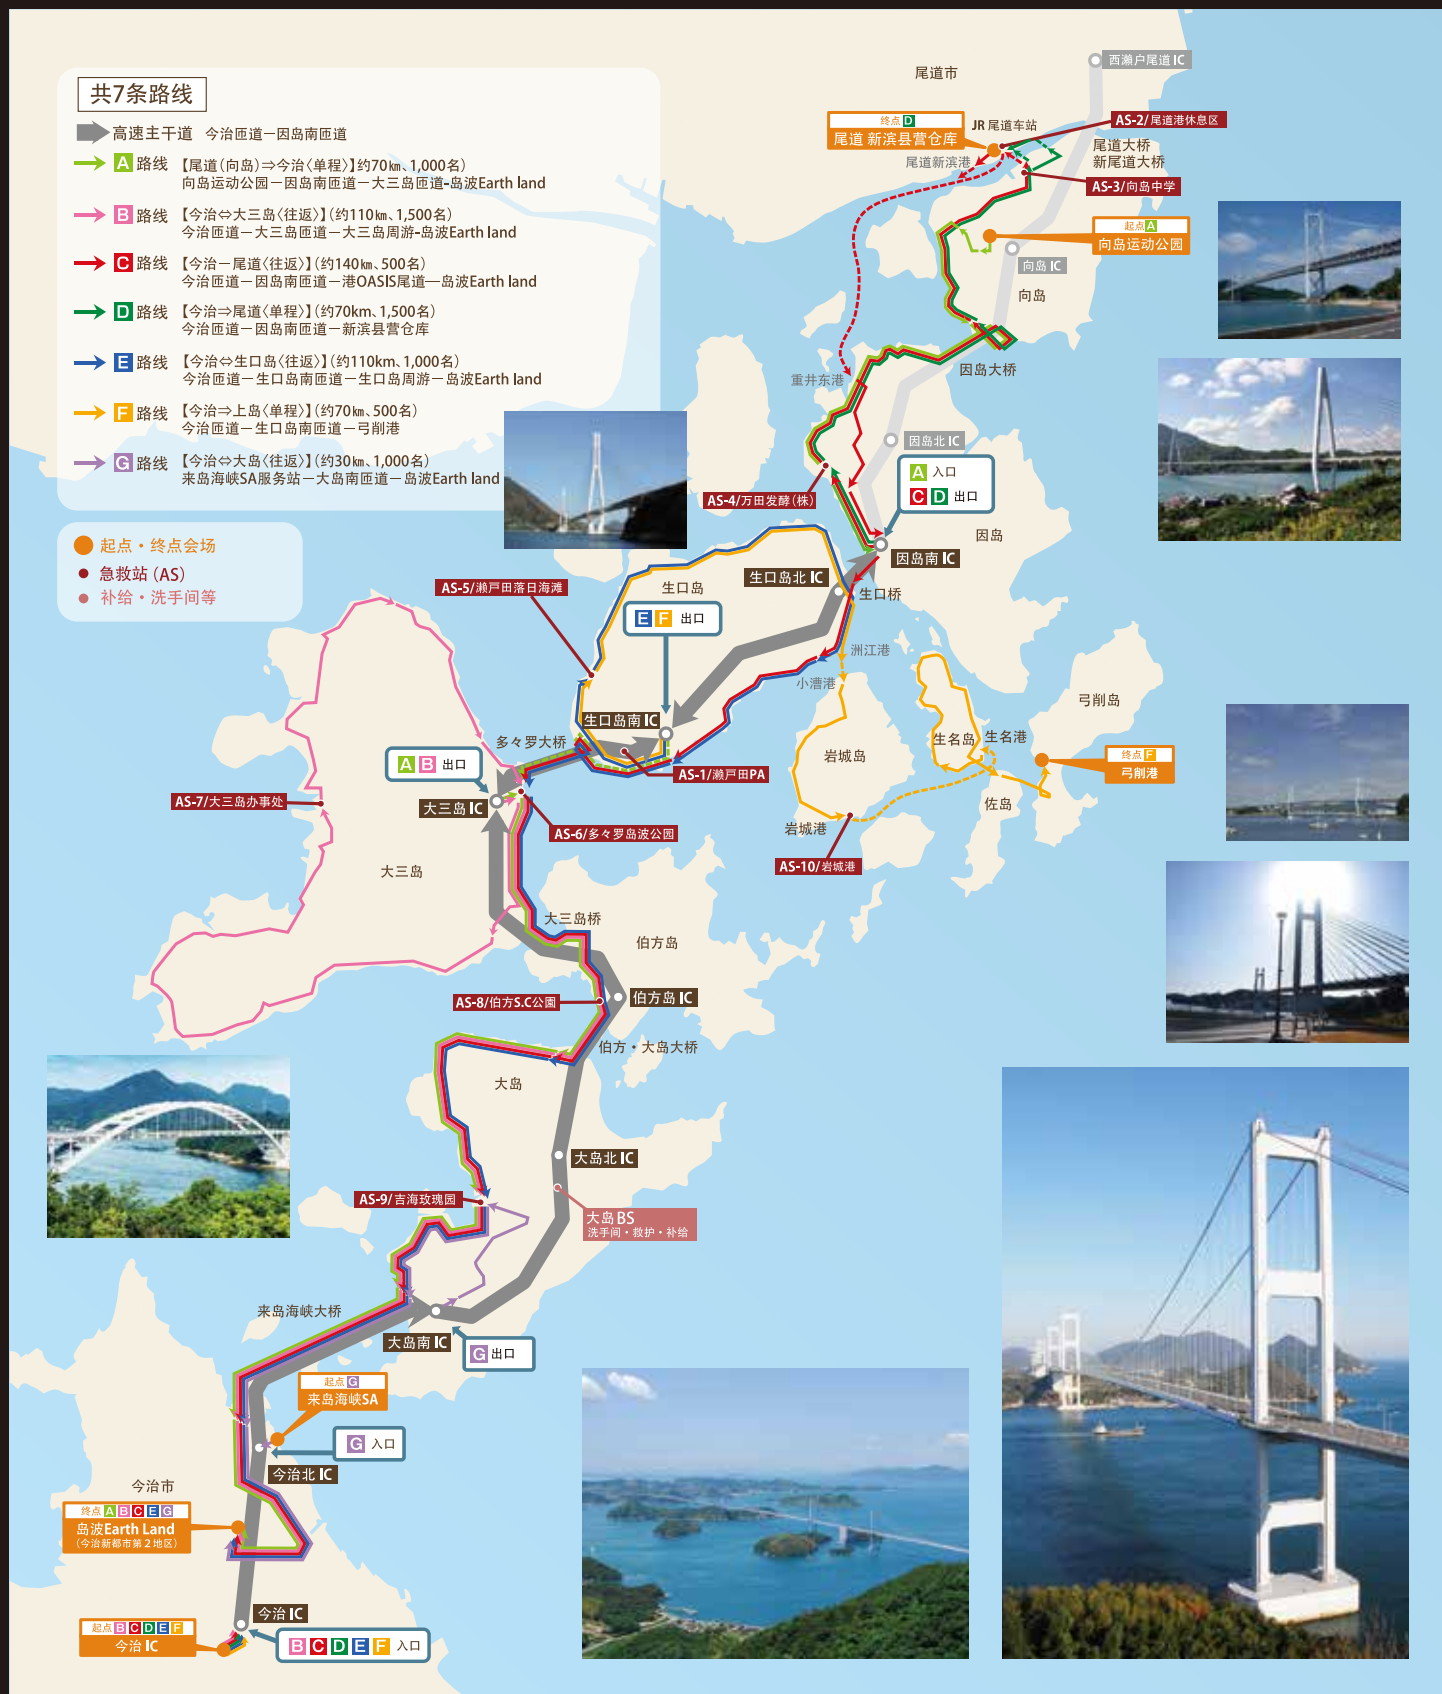 共7条路线
高速主干道 今治匝道－因岛南匝道
A 路线 【尾道(向岛)⇒今治〈单程〉】约70㎞、1,000名)
向岛运动公园－因岛南匝道－大三岛匝道-岛波Earth land
B 路线 【今治⇔大三岛〈往返〉】(约110㎞、1,500名)
今治匝道－大三岛匝道－大三岛周游-岛波Earth land
C 路线 【今治－尾道〈往返〉】(约140㎞、500名)
今治匝道－因岛南匝道－港OASIS尾道—岛波Earth land
D 路线 【今治⇒尾道〈单程〉】(约70km、1,500名)
今治匝道－因岛南匝道－新滨县营仓库
E 路线 【今治⇔生口岛〈往返〉】(约110km、1,000名)
今治匝道－生口岛南匝道－生口岛周游－岛波Earth land
F 路线 【今治⇒上岛〈单程〉】(约70㎞、500名)
今治匝道－生口岛南匝道－弓削港
G 路线 【今治⇔大岛〈往返〉】(约30㎞、1,000名)
来岛海峡SA服务站－大岛南匝道－岛波Earth land
起点・终点会场
急救站 (AS)
补给・洗手间等
西瀬户尾道 IC
尾道市
终点 D
尾道 新滨县营仓库
JR 尾道车站
AS-2/尾道港休息区
尾道大桥
新尾道大桥
尾道新滨港
AS-3/向岛中学
起点 A
向岛运动公园
向岛 IC
向岛
因岛大桥
重井东港
因岛北 IC
A 入口
C D 出口
AS-4/万田发酵(株)
因岛
因岛南 IC
生口岛北 IC
生口桥
生口岛
AS-5/瀬戸田落日海滩
E F 出口
洲江港
小漕港
生口岛南 IC
多々罗大桥
AS-1/瀬戸田PA
A B 出口
大三岛 IC
AS-7/大三岛办事处
AS-6/多々罗岛波公园
大三岛
岩城岛
岩城港
AS-10/岩城港
生名岛
生名港
弓削岛
终点 F
弓削港
佐岛
大三岛桥
伯方岛
伯方岛 IC
AS-8/伯方S.C公園
伯方・大岛大桥
大岛
大岛北 IC
AS-9/吉海玫瑰园
大岛 BS
洗手间・救护・补给
来岛海峡大桥
大岛南 IC
G 出口
起点 G
来岛海峡SA
G 入口
今治北 IC
今治市
终点 A B C E G
岛波Earth Land
(今治新都市第2地区)
今治 IC
起点 B C D E F
今治 IC
B C D E F 入口